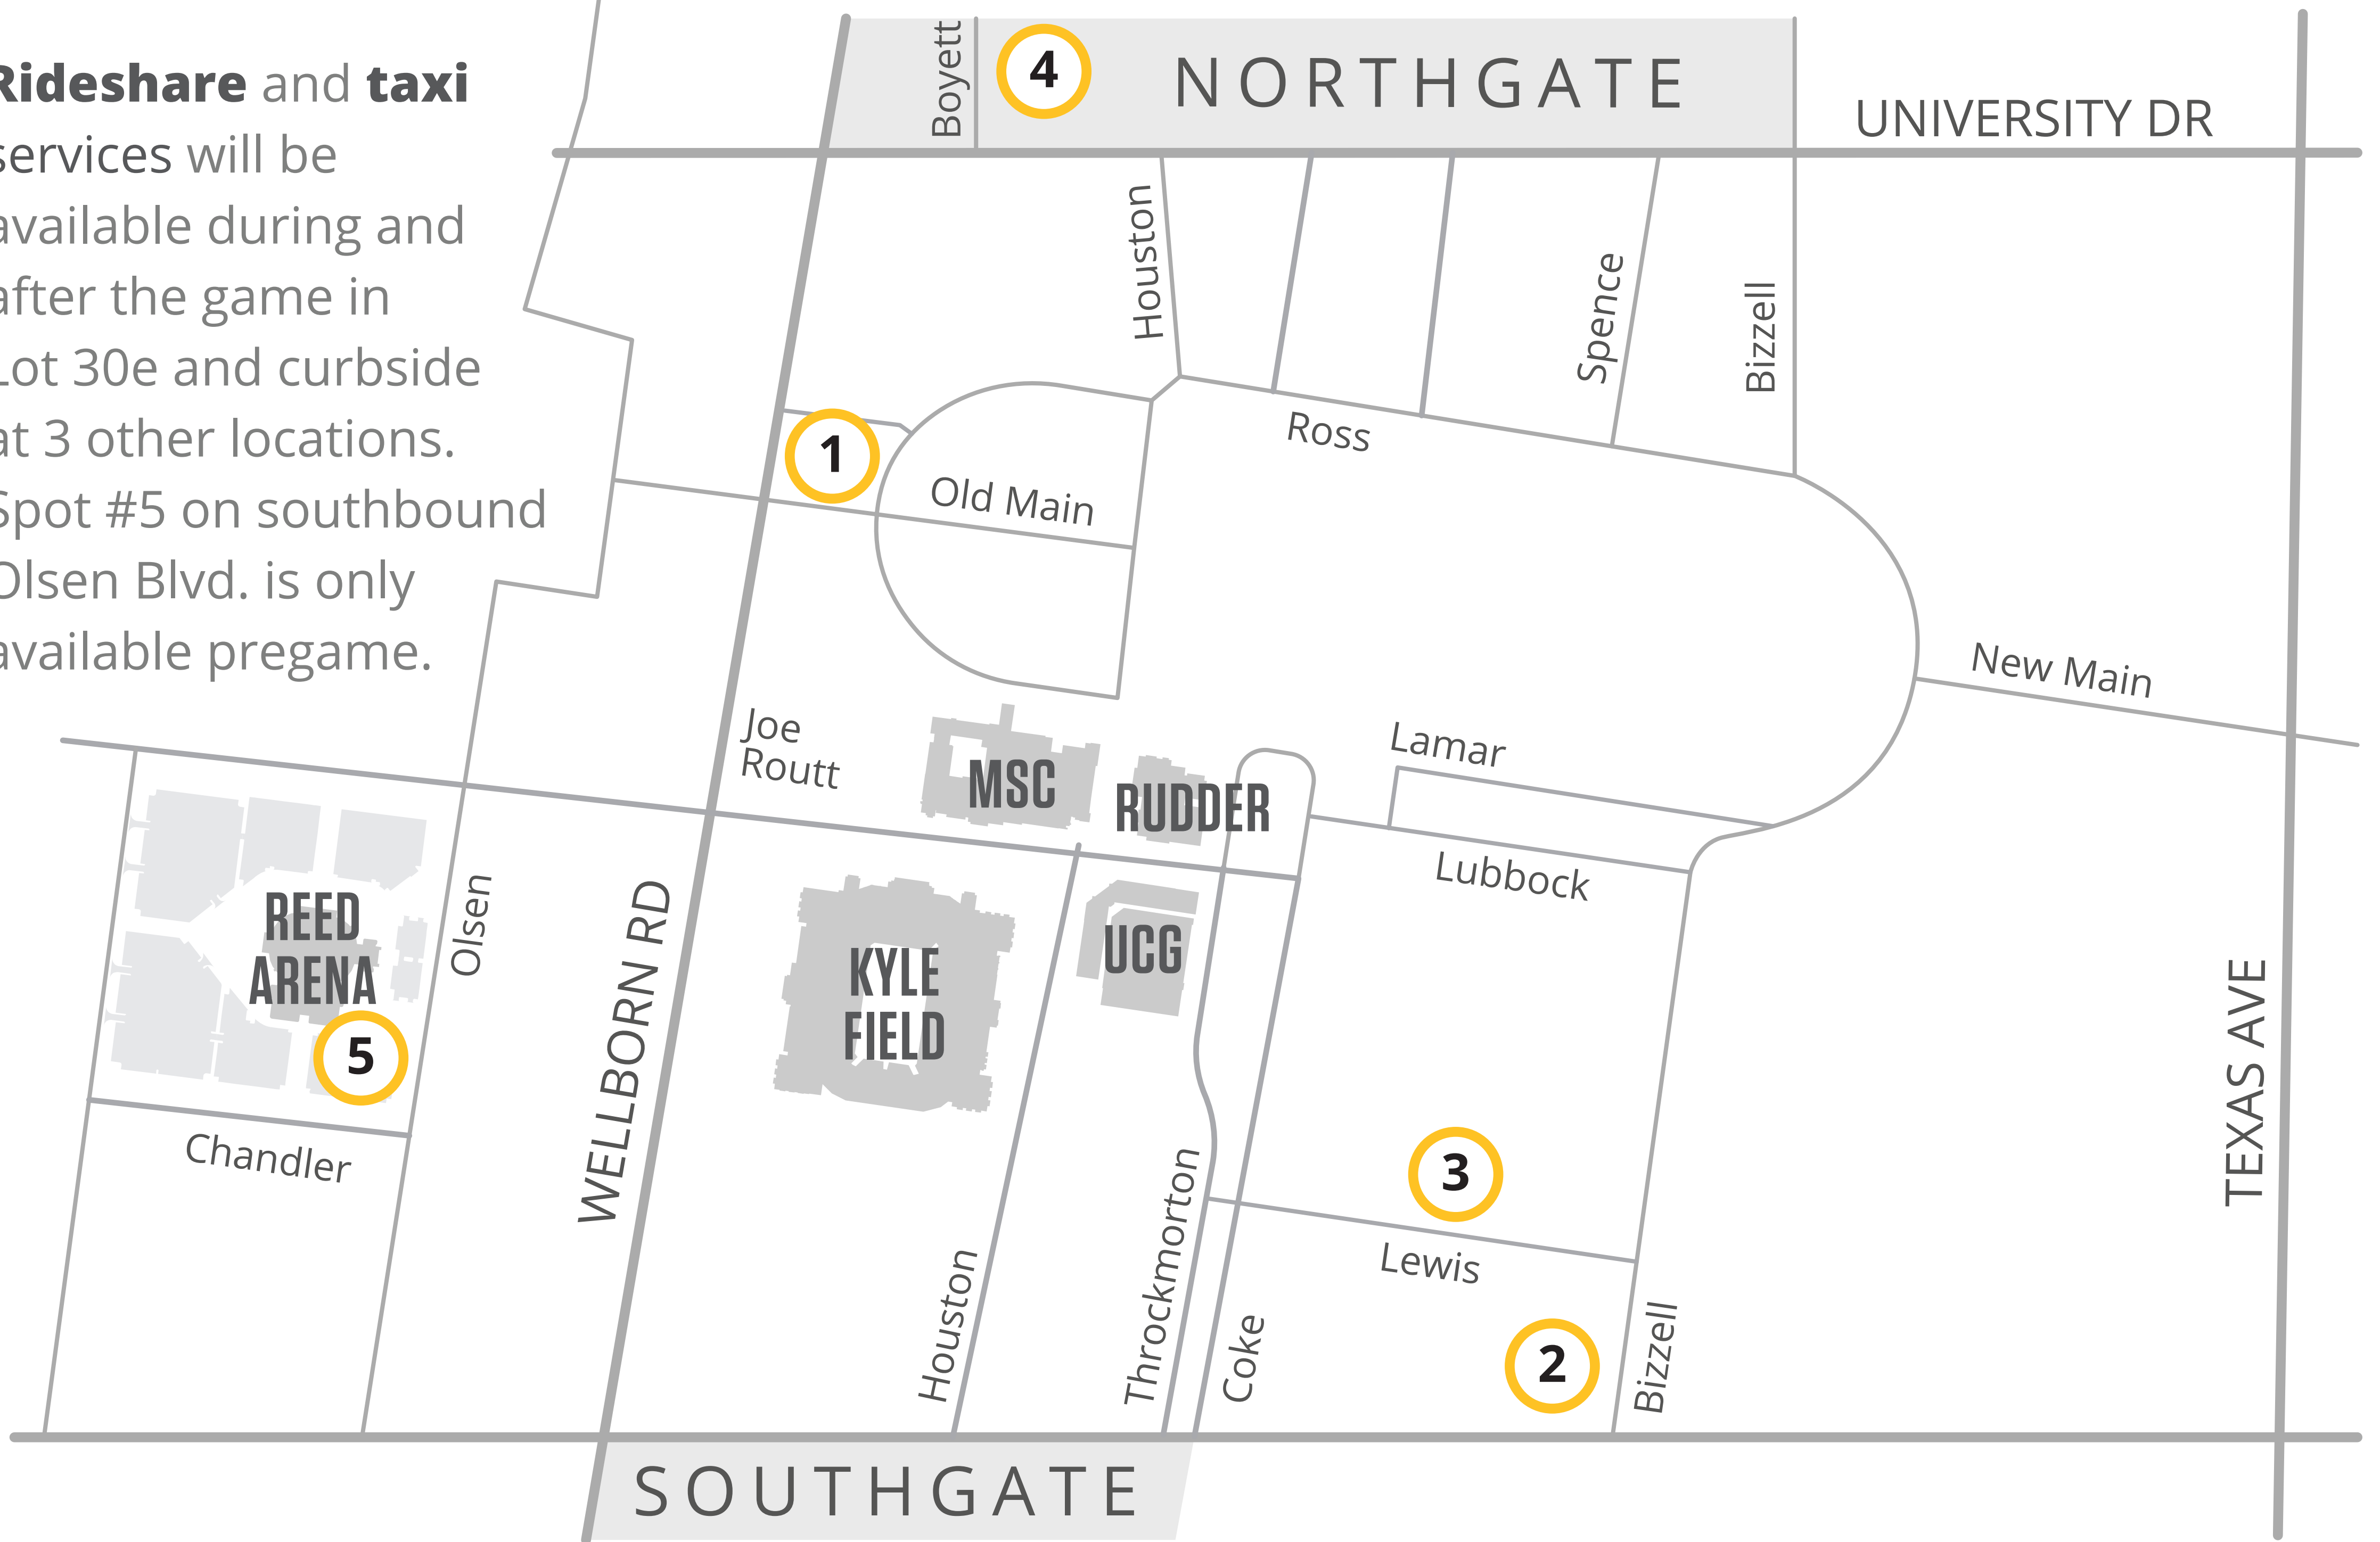 Rideshare and taxi
services will be
available during and
after the game in
Lot 30e and curbside
at 3 other locations.
Spot #5 on southbound
Olsen Blvd. is only
available pregame.
Boyett
4
NORTHGATE
UNIVERSITY DR
Houston
Spence
Bizzell
Ross
1
Old Main
New Main
Joe
Routt
MSC
RUDDER
Lamar
Lubbock
REED
ARENA
5
Olsen
Chandler
WELLBORN RD
KYLE
FIELD
UCG
TEXAS AVE
3
Lewis
2
Houston
Throckmorton
Coke
Bizzell
SOUTHGATE